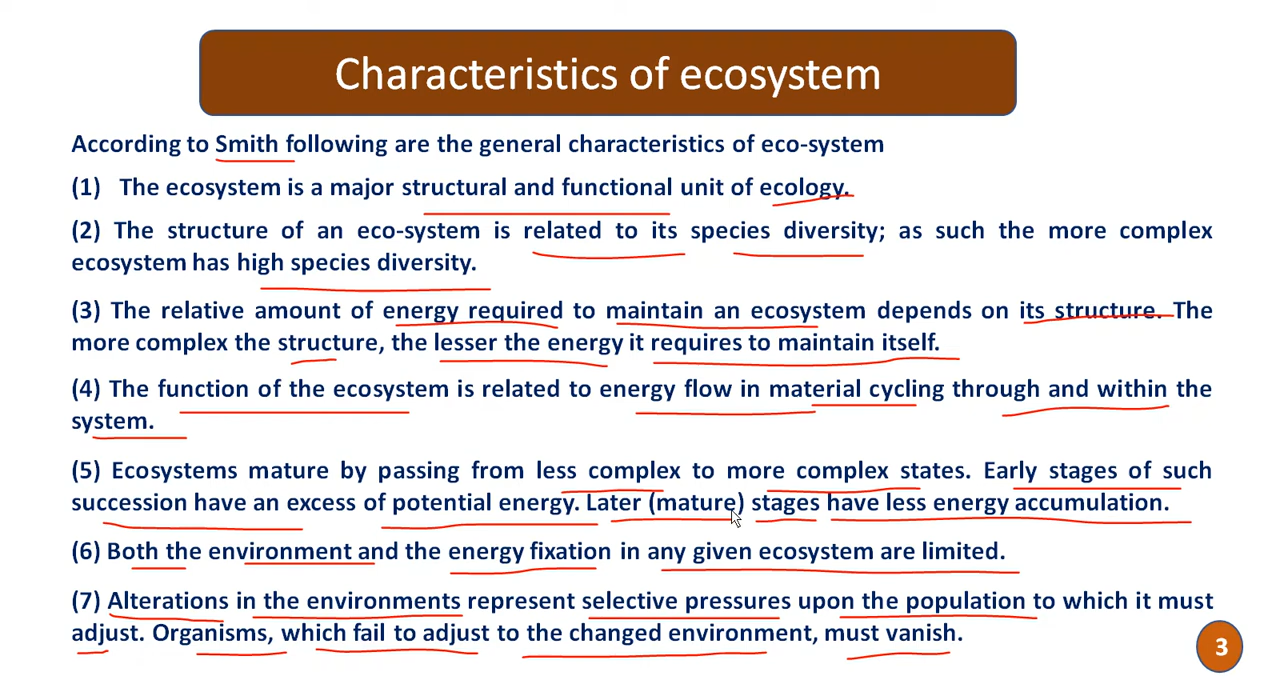 Characteristics of ecosystem
According to Smith following are the general characteristics of eco-system
(1) The ecosystem is a major structural and functional unit of ecology.
(2) The structure of an eco-system is related to its species diversity; as such the more complex
ecosystem has high species diversity.
(3) The relative amount of energy required to maintain an ecosystem depends on its structure. The
more complex the structure, the lesser the energy it requires to maintain itself.
(4) The function of the ecosystem is related to energy flow in material cycling through and within the
system.
(5) Ecosystems mature by passing from less complex to more complex states. Early stages of such
succession have an excess of potential energy. Later (mature) stages have less energy accumulation.
(6) Both the environment and the energy fixation in any given ecosystem are limited.
(7) Alterations in the environments represent selective pressures upon the population to which it must
adjust. Organisms, which fail to adjust to the changed environment, must vanish.
3